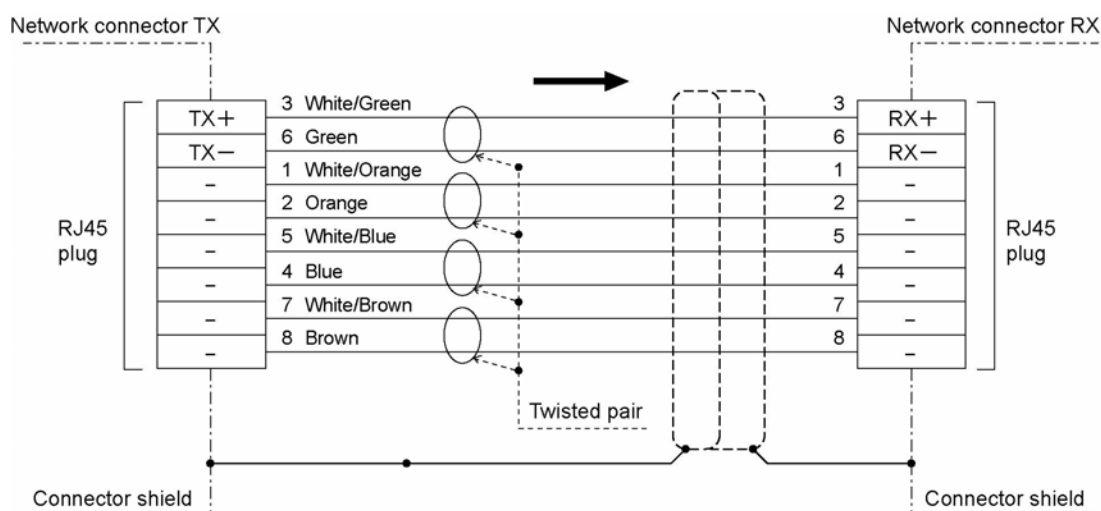 Network connector TX
Network connector RX
TX+
3 White/Green
3
RX+
TX−
6 Green
6
RX−
–
1 White/Orange
1
–
–
2 Orange
2
–
RJ45
plug
–
5 White/Blue
5
–
RJ45
plug
–
4 Blue
4
–
–
7 White/Brown
7
–
–
8 Brown
8
–
Twisted pair
Connector shield
Connector shield